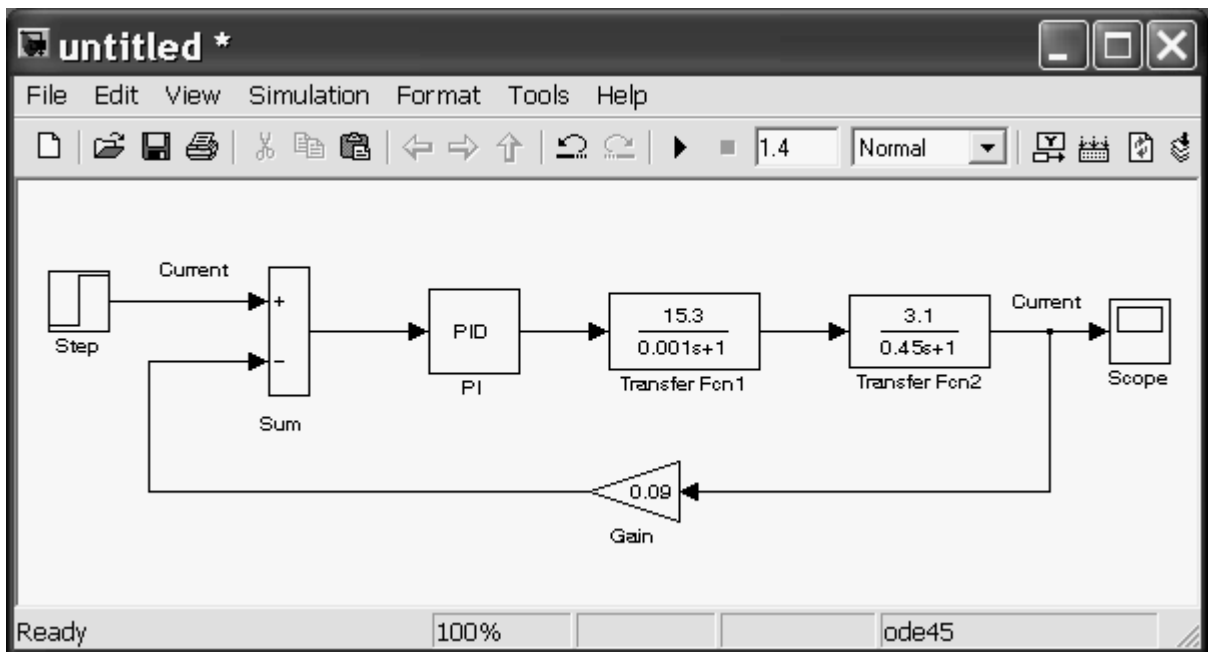 untitled *
File Edit View Simulation Format Tools Help
1.4 Normal
Current
+
−
Step
Sum
PID
PI
15.3
0.001s+1
Transfer Fcn1
3.1
0.45s+1
Transfer Fcn2
Current
Scope
0.09
Gain
Ready 100% ode45